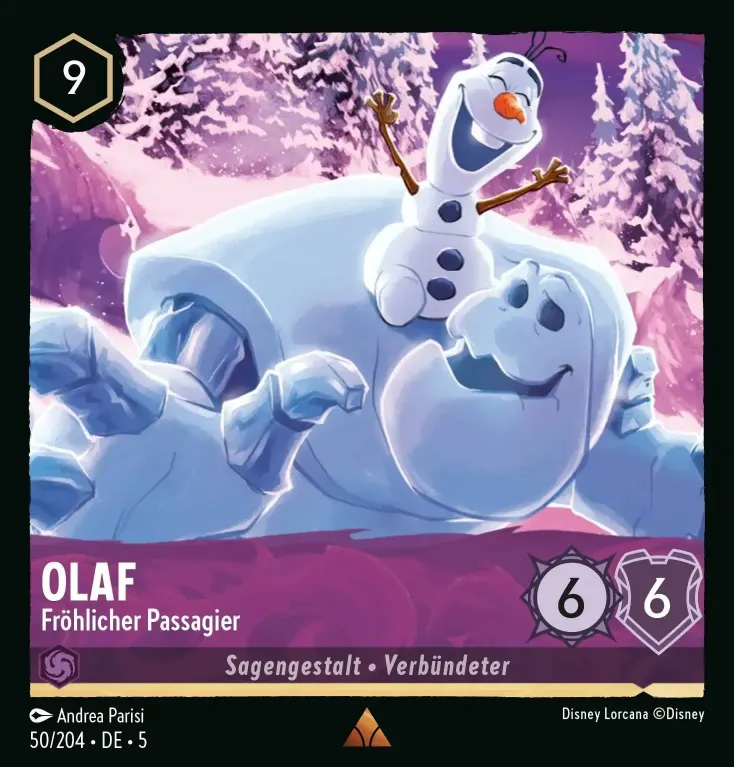 9
OLAF
Fröhlicher Passagier
6 6
Sagengestalt • Verbündeter
Andrea Parisi
Disney Lorcana ©Disney
50/204 • DE • 5